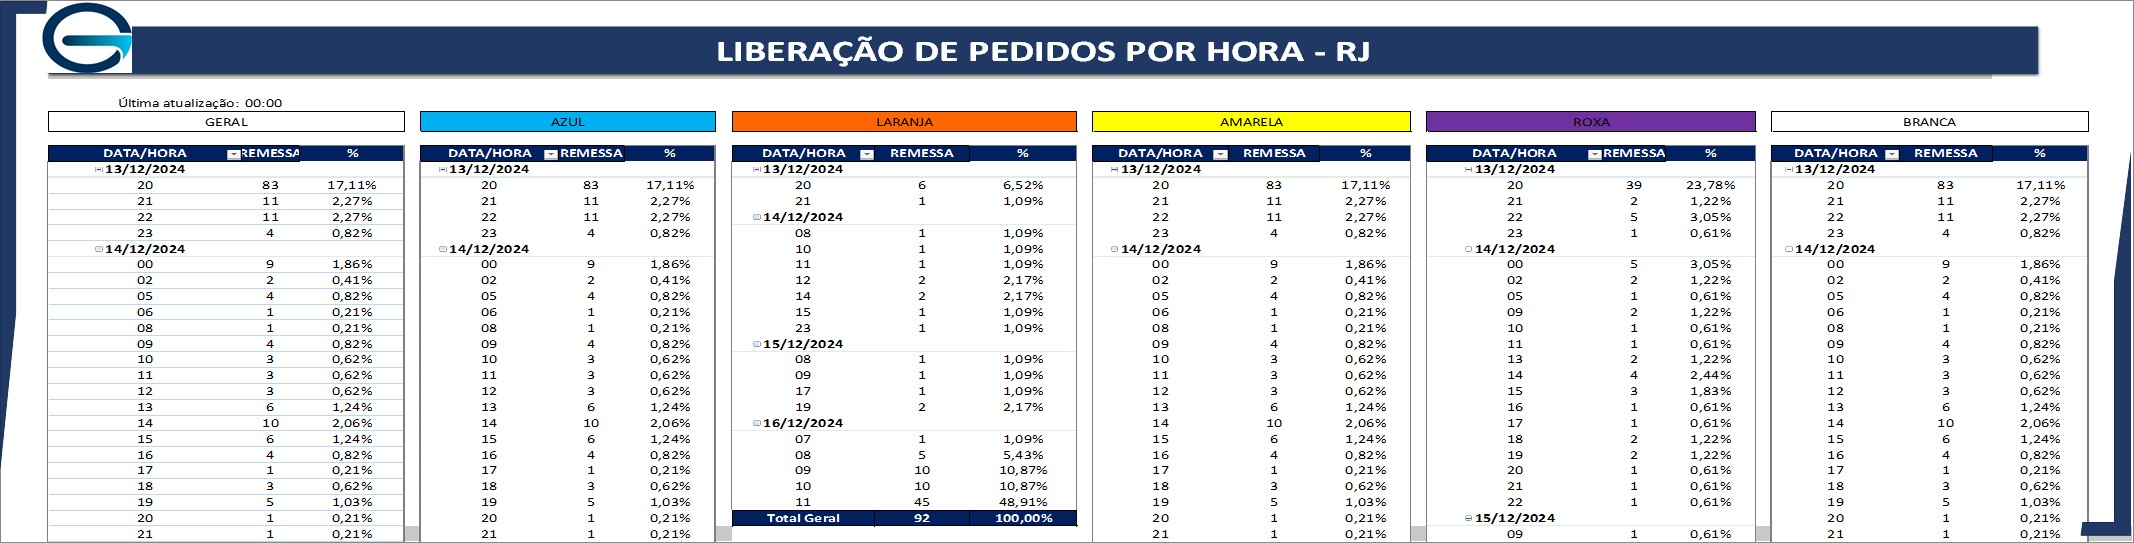 LIBERAÇÃO DE PEDIDOS POR HORA - RJ
Última atualização: 00:00
GERAL AZUL LARANJA AMARELA ROXA BRANCA
DATA/HORA REMESSA % DATA/HORA REMESSA % DATA/HORA REMESSA % DATA/HORA REMESSA % DATA/HORA REMESSA % DATA/HORA REMESSA %
13/12/2024 13/12/2024 13/12/2024 13/12/2024 13/12/2024 13/12/2024
20 83 17,11% 20 83 17,11% 20 6 6,52% 20 83 17,11% 20 39 23,78% 20 83 17,11%
21 11 2,27% 21 11 2,27% 21 1 1,09% 21 11 2,27% 21 2 1,22% 21 11 2,27%
22 11 2,27% 22 11 2,27% 14/12/2024 22 11 2,27% 22 5 3,05% 22 11 2,27%
23 4 0,82% 23 4 0,82% 08 1 1,09% 23 4 0,82% 23 1 0,61% 23 4 0,82%
14/12/2024 14/12/2024 10 1 1,09% 14/12/2024 14/12/2024 14/12/2024
00 9 1,86% 00 9 1,86% 11 1 1,09% 00 9 1,86% 00 5 3,05% 00 9 1,86%
02 2 0,41% 02 2 0,41% 12 2 2,17% 02 2 0,41% 02 2 1,22% 02 2 0,41%
05 4 0,82% 05 4 0,82% 14 2 2,17% 05 4 0,82% 05 1 0,61% 05 4 0,82%
06 1 0,21% 06 1 0,21% 15 1 1,09% 06 1 0,21% 09 2 1,22% 06 1 0,21%
08 1 0,21% 08 1 0,21% 23 1 1,09% 08 1 0,21% 10 1 0,61% 08 1 0,21%
09 4 0,82% 09 4 0,82% 15/12/2024 09 4 0,82% 11 1 0,61% 09 4 0,82%
10 3 0,62% 10 3 0,62% 08 1 1,09% 10 3 0,62% 13 2 1,22% 10 3 0,62%
11 3 0,62% 11 3 0,62% 09 1 1,09% 11 3 0,62% 14 4 2,44% 11 3 0,62%
12 3 0,62% 12 3 0,62% 17 1 1,09% 12 3 0,62% 15 3 1,83% 12 3 0,62%
13 6 1,24% 13 6 1,24% 19 2 2,17% 13 6 1,24% 16 1 0,61% 13 6 1,24%
14 10 2,06% 14 10 2,06% 16/12/2024 14 10 2,06% 17 1 0,61% 14 10 2,06%
15 6 1,24% 15 6 1,24% 07 1 1,09% 15 6 1,24% 18 2 1,22% 15 6 1,24%
16 4 0,82% 16 4 0,82% 08 5 5,43% 16 4 0,82% 19 2 1,22% 16 4 0,82%
17 1 0,21% 17 1 0,21% 09 10 10,87% 17 1 0,21% 20 1 0,61% 17 1 0,21%
18 3 0,62% 18 3 0,62% 10 10 10,87% 18 3 0,62% 21 1 0,61% 18 3 0,62%
19 5 1,03% 19 5 1,03% 11 45 48,91% 19 5 1,03% 22 1 0,61% 19 5 1,03%
20 1 0,21% 20 1 0,21% Total Geral 92 100,00% 20 1 0,21% 15/12/2024 20 1 0,21%
21 1 0,21% 21 1 0,21% 21 1 0,21% 09 1 0,61% 21 1 0,21%